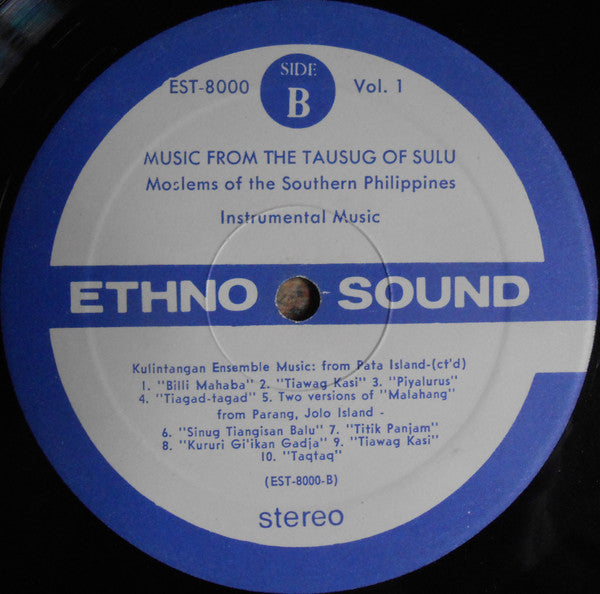 SIDE
B
EST-8000 Vol. 1
MUSIC FROM THE TAUSUG OF SULU
Moslems of the Southern Philippines
Instrumental Music
ETHNO SOUND
Kulintangan Ensemble Music: from Pata Island-(ct'd)
1. "Billi Mahaba" 2. "Tiawag Kasi" 3. "Piyalurus"
4. "Tiagad-tagad" 5. Two versions of "Malahang"
from Parang, Jolo Island -
6. "Sinug Tiangisan Balu" 7. "Titik Panjam"
8. "Kururi Gi'ikan Gadja" 9. "Tiawag Kasi"
10. "Taqtaq"
(EST-8000-B)
stereo